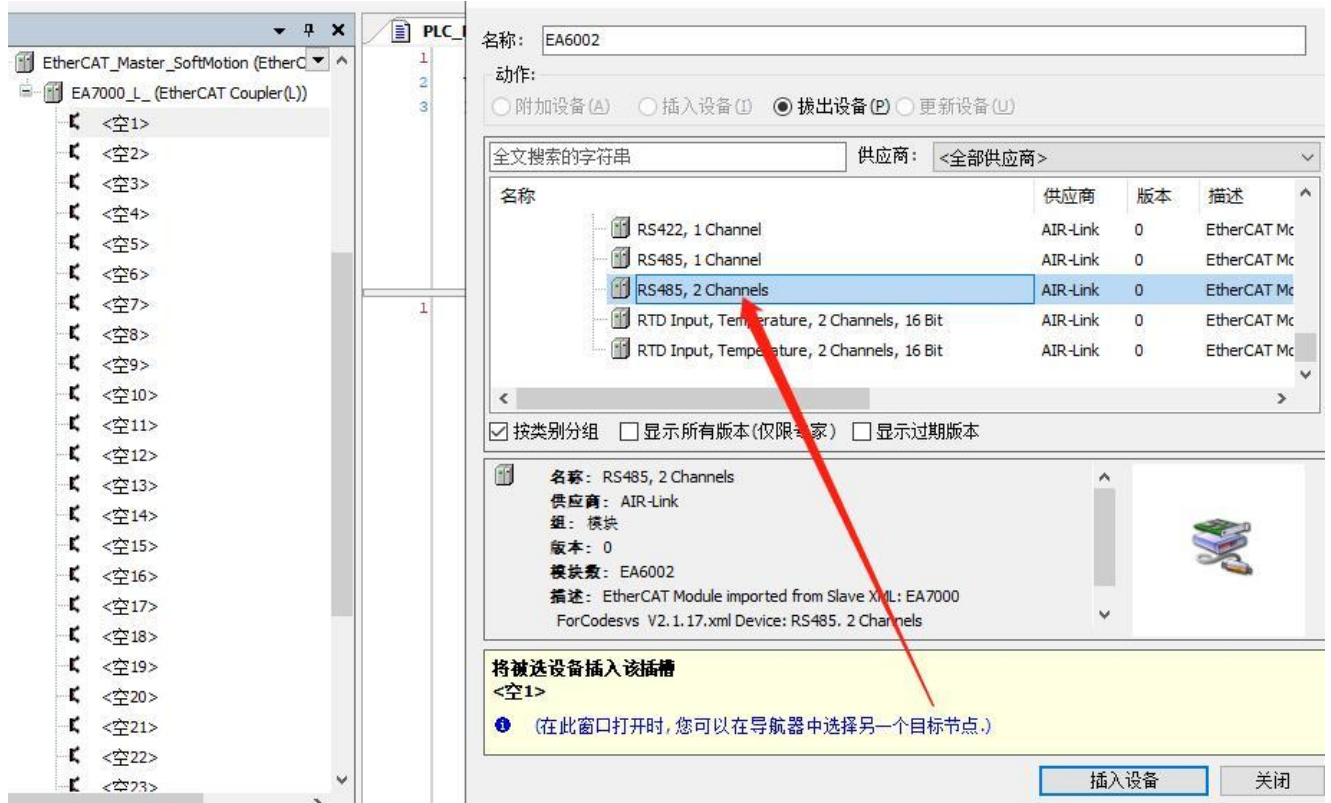 EtherCAT_Master_SoftMotion (EtherC
EA7000_L_ (EtherCAT Coupler(L))
<空1>
<空2>
<空3>
<空4>
<空5>
<空6>
<空7>
<空8>
<空9>
<空10>
<空11>
<空12>
<空13>
<空14>
<空15>
<空16>
<空17>
<空18>
<空19>
<空20>
<空21>
<空22>
<空23>
PLC_
1
2
3
1
名称: EA6002
动作:
附加设备(A) 插入设备(I) 拔出设备(P) 更新设备(U)
全文搜索的字符串 供应商: <全部供应商>
名称 供应商 版本 描述
RS422, 1 Channel AIR-Link 0 EtherCAT Mc
RS485, 1 Channel AIR-Link 0 EtherCAT Mc
RS485, 2 Channels AIR-Link 0 EtherCAT Mc
RTD Input, Temperature, 2 Channels, 16 Bit AIR-Link 0 EtherCAT Mc
RTD Input, Temperature, 2 Channels, 16 Bit AIR-Link 0 EtherCAT Mc
按类别分组 显示所有版本(仅限专家) 显示过期版本
名称: RS485, 2 Channels
供应商: AIR-Link
组: 模块
版本: 0
模块数: EA6002
描述: EtherCAT Module imported from Slave XML: EA7000
ForCodesys V2.1.17.xml Device: RS485. 2 Channels
将被选设备插入该插槽
<空1>
(在此窗口打开时,您可以在导航器中选择另一个目标节点.)
插入设备 关闭